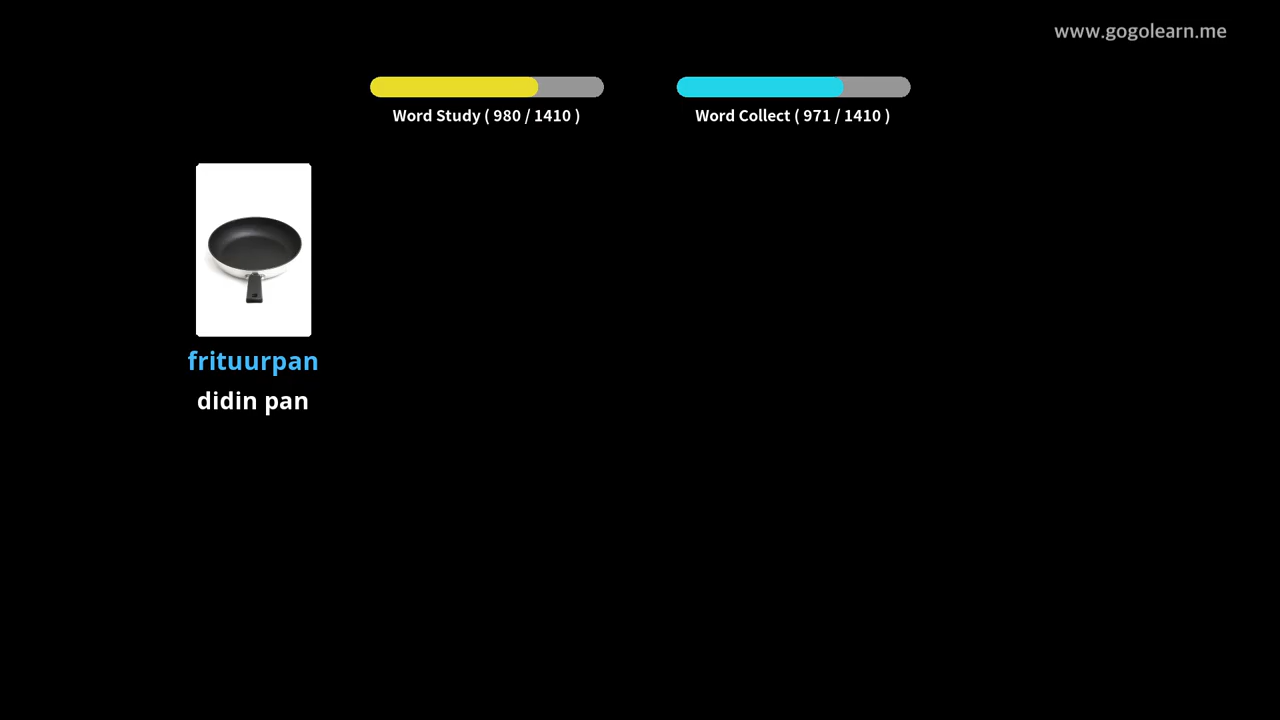 www.gogolearn.me
Word Study ( 980 / 1410 )
Word Collect ( 971 / 1410 )
frituurpan
didin pan